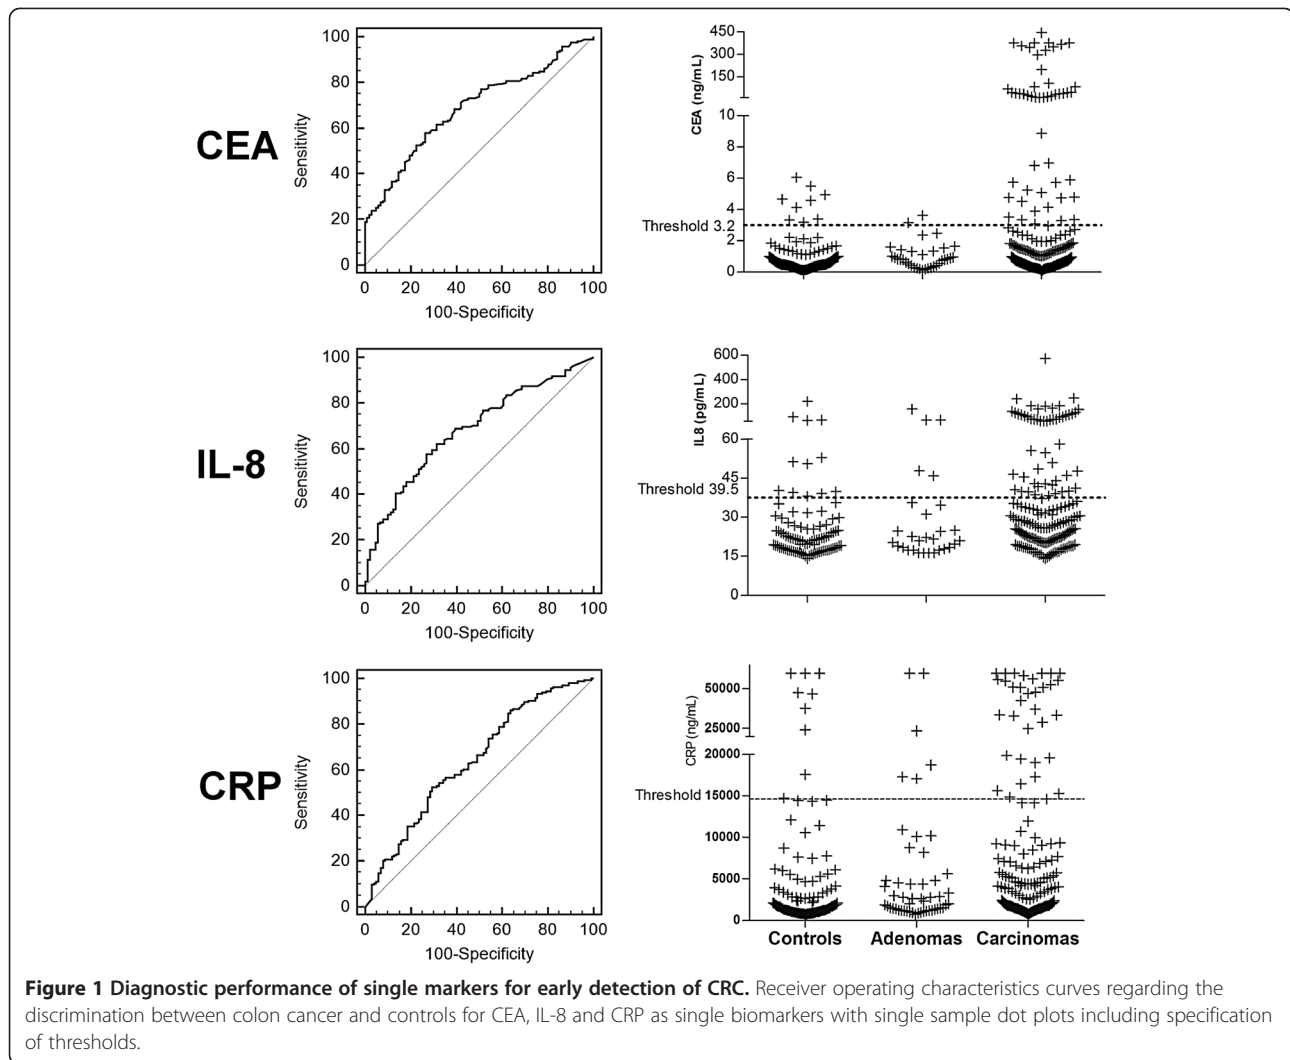 CEA
Sensitivity
100
80
60
40
20
0
0 20 40 60 80 100
100-Specificity
CEA (ng/mL)
450
300
150
10
8
6
4
2
0
Threshold 3.2
IL-8
Sensitivity
100
80
60
40
20
0
0 20 40 60 80 100
100-Specificity
IL8 (pg/mL)
600
400
200
60
45
30
15
0
Threshold 39.5
CRP
Sensitivity
100
80
60
40
20
0
0 20 40 60 80 100
100-Specificity
CRP (ng/mL)
50000
25000
20000
15000
10000
5000
0
Threshold
Controls Adenomas Carcinomas
Figure 1 Diagnostic performance of single markers for early detection of CRC. Receiver operating characteristics curves regarding the
discrimination between colon cancer and controls for CEA, IL-8 and CRP as single biomarkers with single sample dot plots including specification
of thresholds.